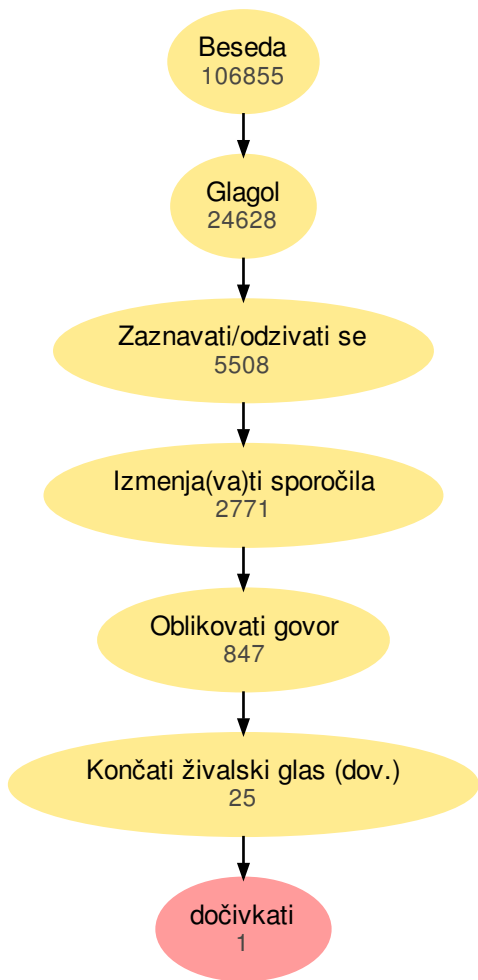 Beseda
106855
Glagol
24628
Zaznavati/odzivati se
5508
Izmenja(va)ti sporočila
2771
Oblikovati govor
847
Končati živalski glas (dov.)
25
dočivkati
1